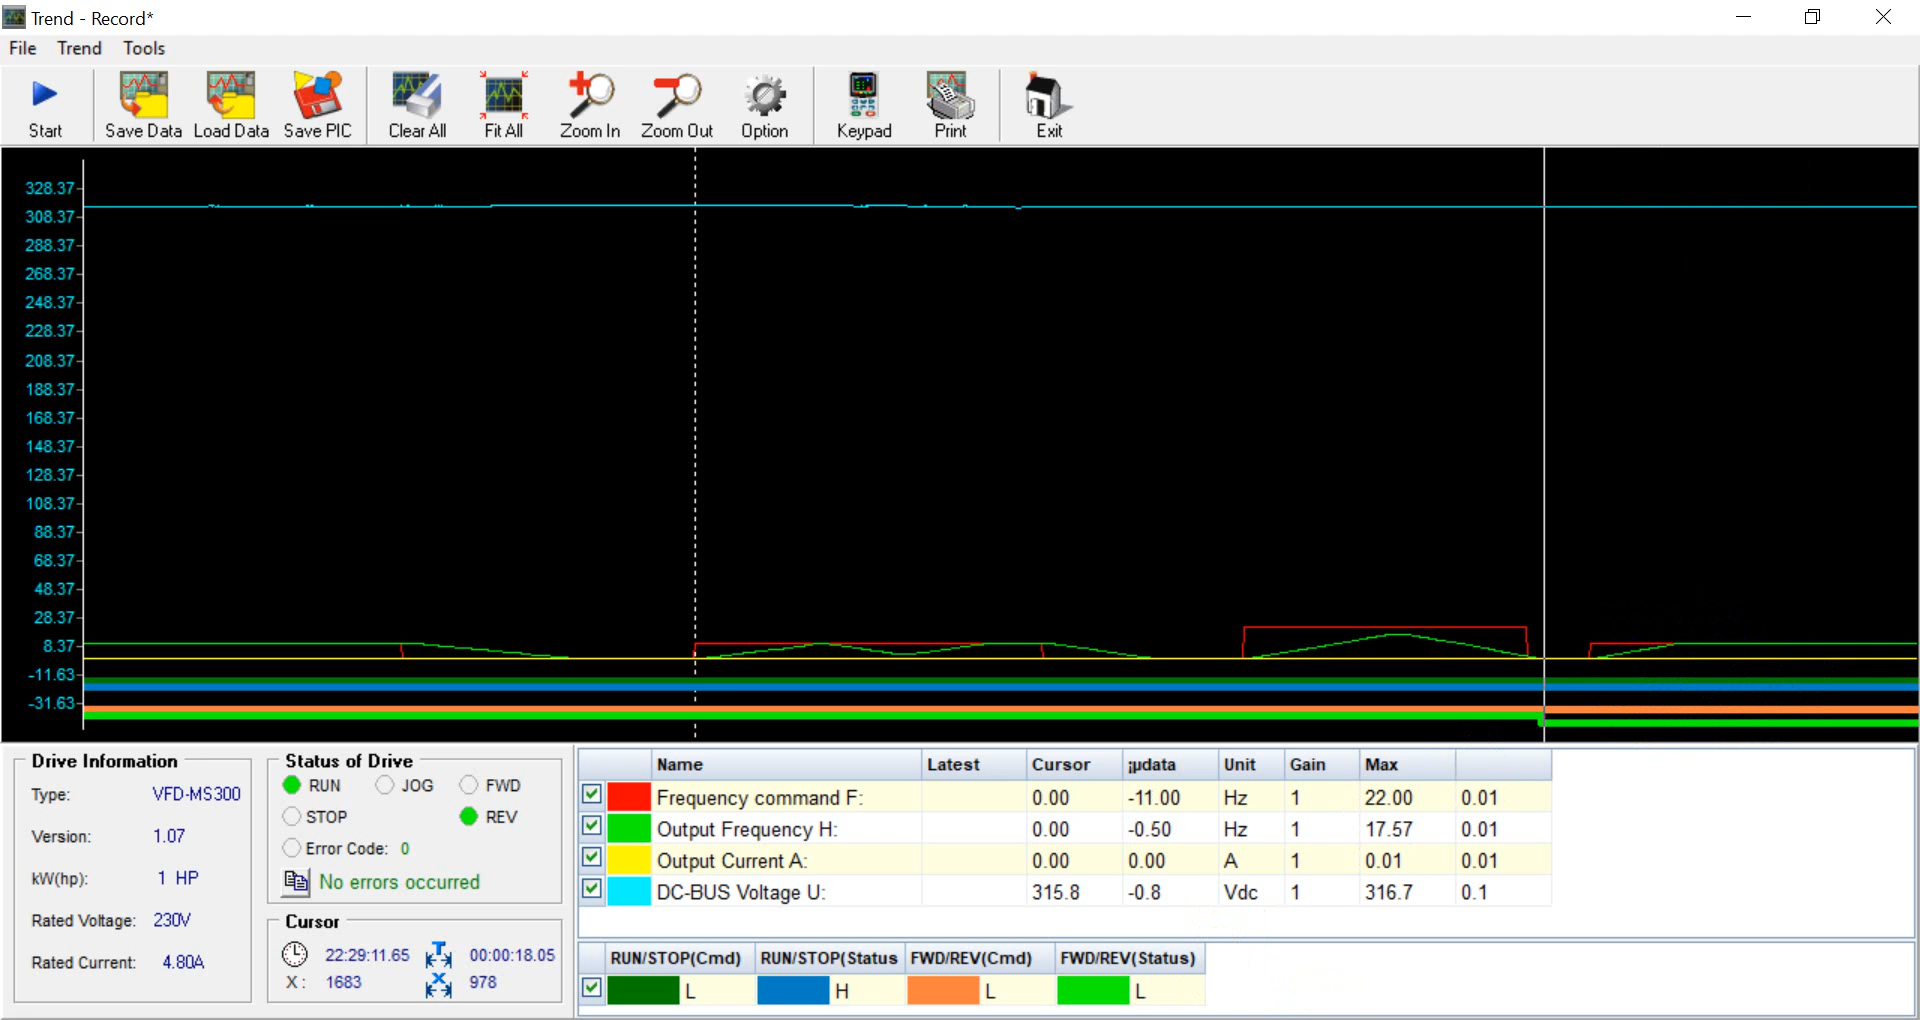 Trend - Record*
File Trend Tools
Start Save Data Load Data Save PIC Clear All Fit All Zoom In Zoom Out Option Keypad Print Exit
328.37
308.37
288.37
268.37
248.37
228.37
208.37
188.37
168.37
148.37
128.37
108.37
88.37
68.37
48.37
28.37
8.37
-11.63
-31.63
Drive Information
Type: VFD-MS300
Version: 1.07
kW(hp): 1 HP
Rated Voltage: 230V
Rated Current: 4.80A
Status of Drive
RUN JOG FWD
STOP REV
Error Code: 0
No errors occurred
Cursor
22:29:11.65 T 00:00:18.05
X: 1683 X 978
Name Latest Cursor ¡µdata Unit Gain Max
Frequency command F: 0.00 -11.00 Hz 1 22.00 0.01
Output Frequency H: 0.00 -0.50 Hz 1 17.57 0.01
Output Current A: 0.00 0.00 A 1 0.01 0.01
DC-BUS Voltage U: 315.8 -0.8 Vdc 1 316.7 0.1
RUN/STOP(Cmd) RUN/STOP(Status FWD/REV(Cmd) FWD/REV(Status)
L H L L